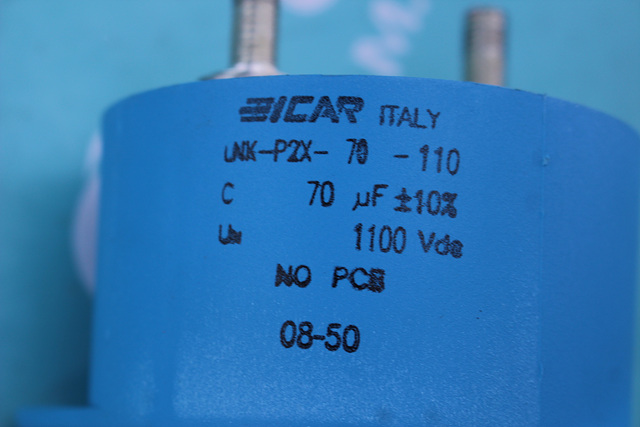 ICAR ITALY
LNK-P2X- 70 -110
C 70 µF ±10%
Un 1100 Vdc
NO PCB
08-50